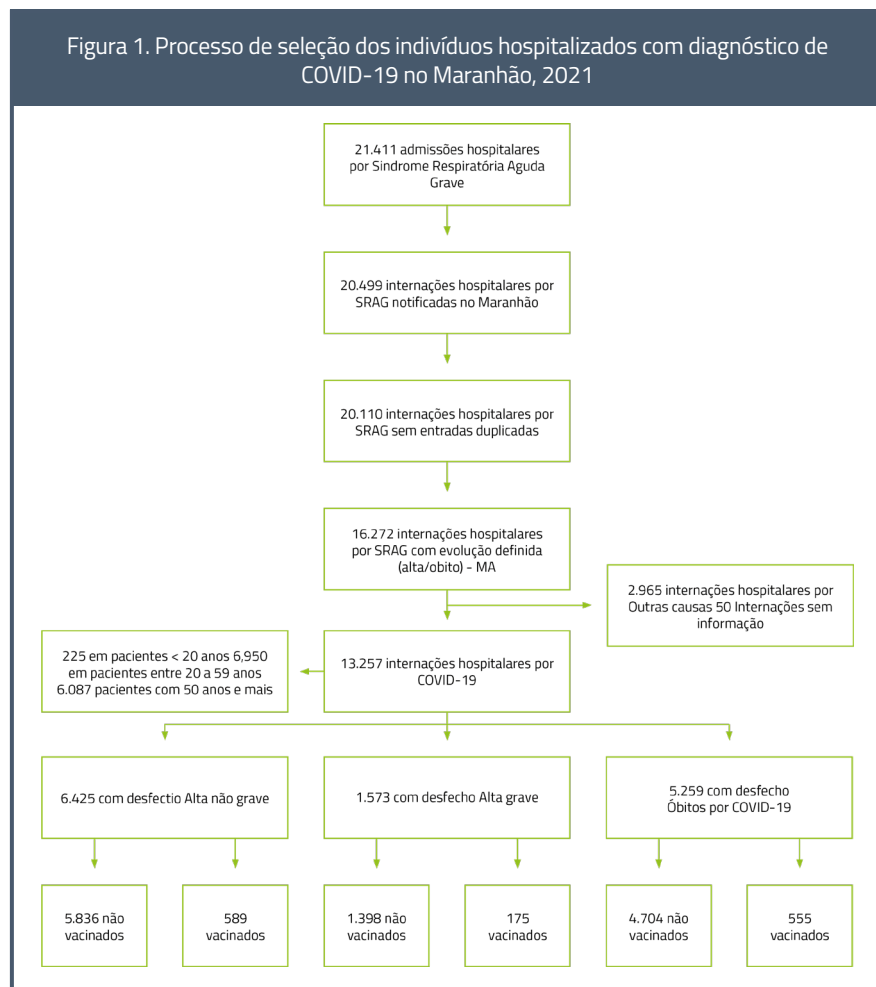 Figura 1. Processo de seleção dos indivíduos hospitalizados com diagnóstico de
COVID-19 no Maranhão, 2021
21.411 admissões hospitalares
por Sindrome Respiratória Aguda
Grave
20.499 internações hospitalares por
SRAG notificadas no Maranhão
20.110 internações hospitalares por
SRAG sem entradas duplicadas
16.272 internações hospitalares
por SRAG com evolução definida
(alta/obito) - MA
2.965 internações hospitalares por
Outras causas 50 Internações sem
informação
225 em pacientes < 20 anos 6,950
em pacientes entre 20 a 59 anos
6.087 pacientes com 50 anos e mais
13.257 internações hospitalares por
COVID-19
6.425 com desfectio Alta não grave
1.573 com desfecho Alta grave
5.259 com desfecho
Óbitos por COVID-19
5.836 não
vacinados
589
vacinados
1.398 não
vacinados
175
vacinados
4.704 não
vacinados
555
vacinados